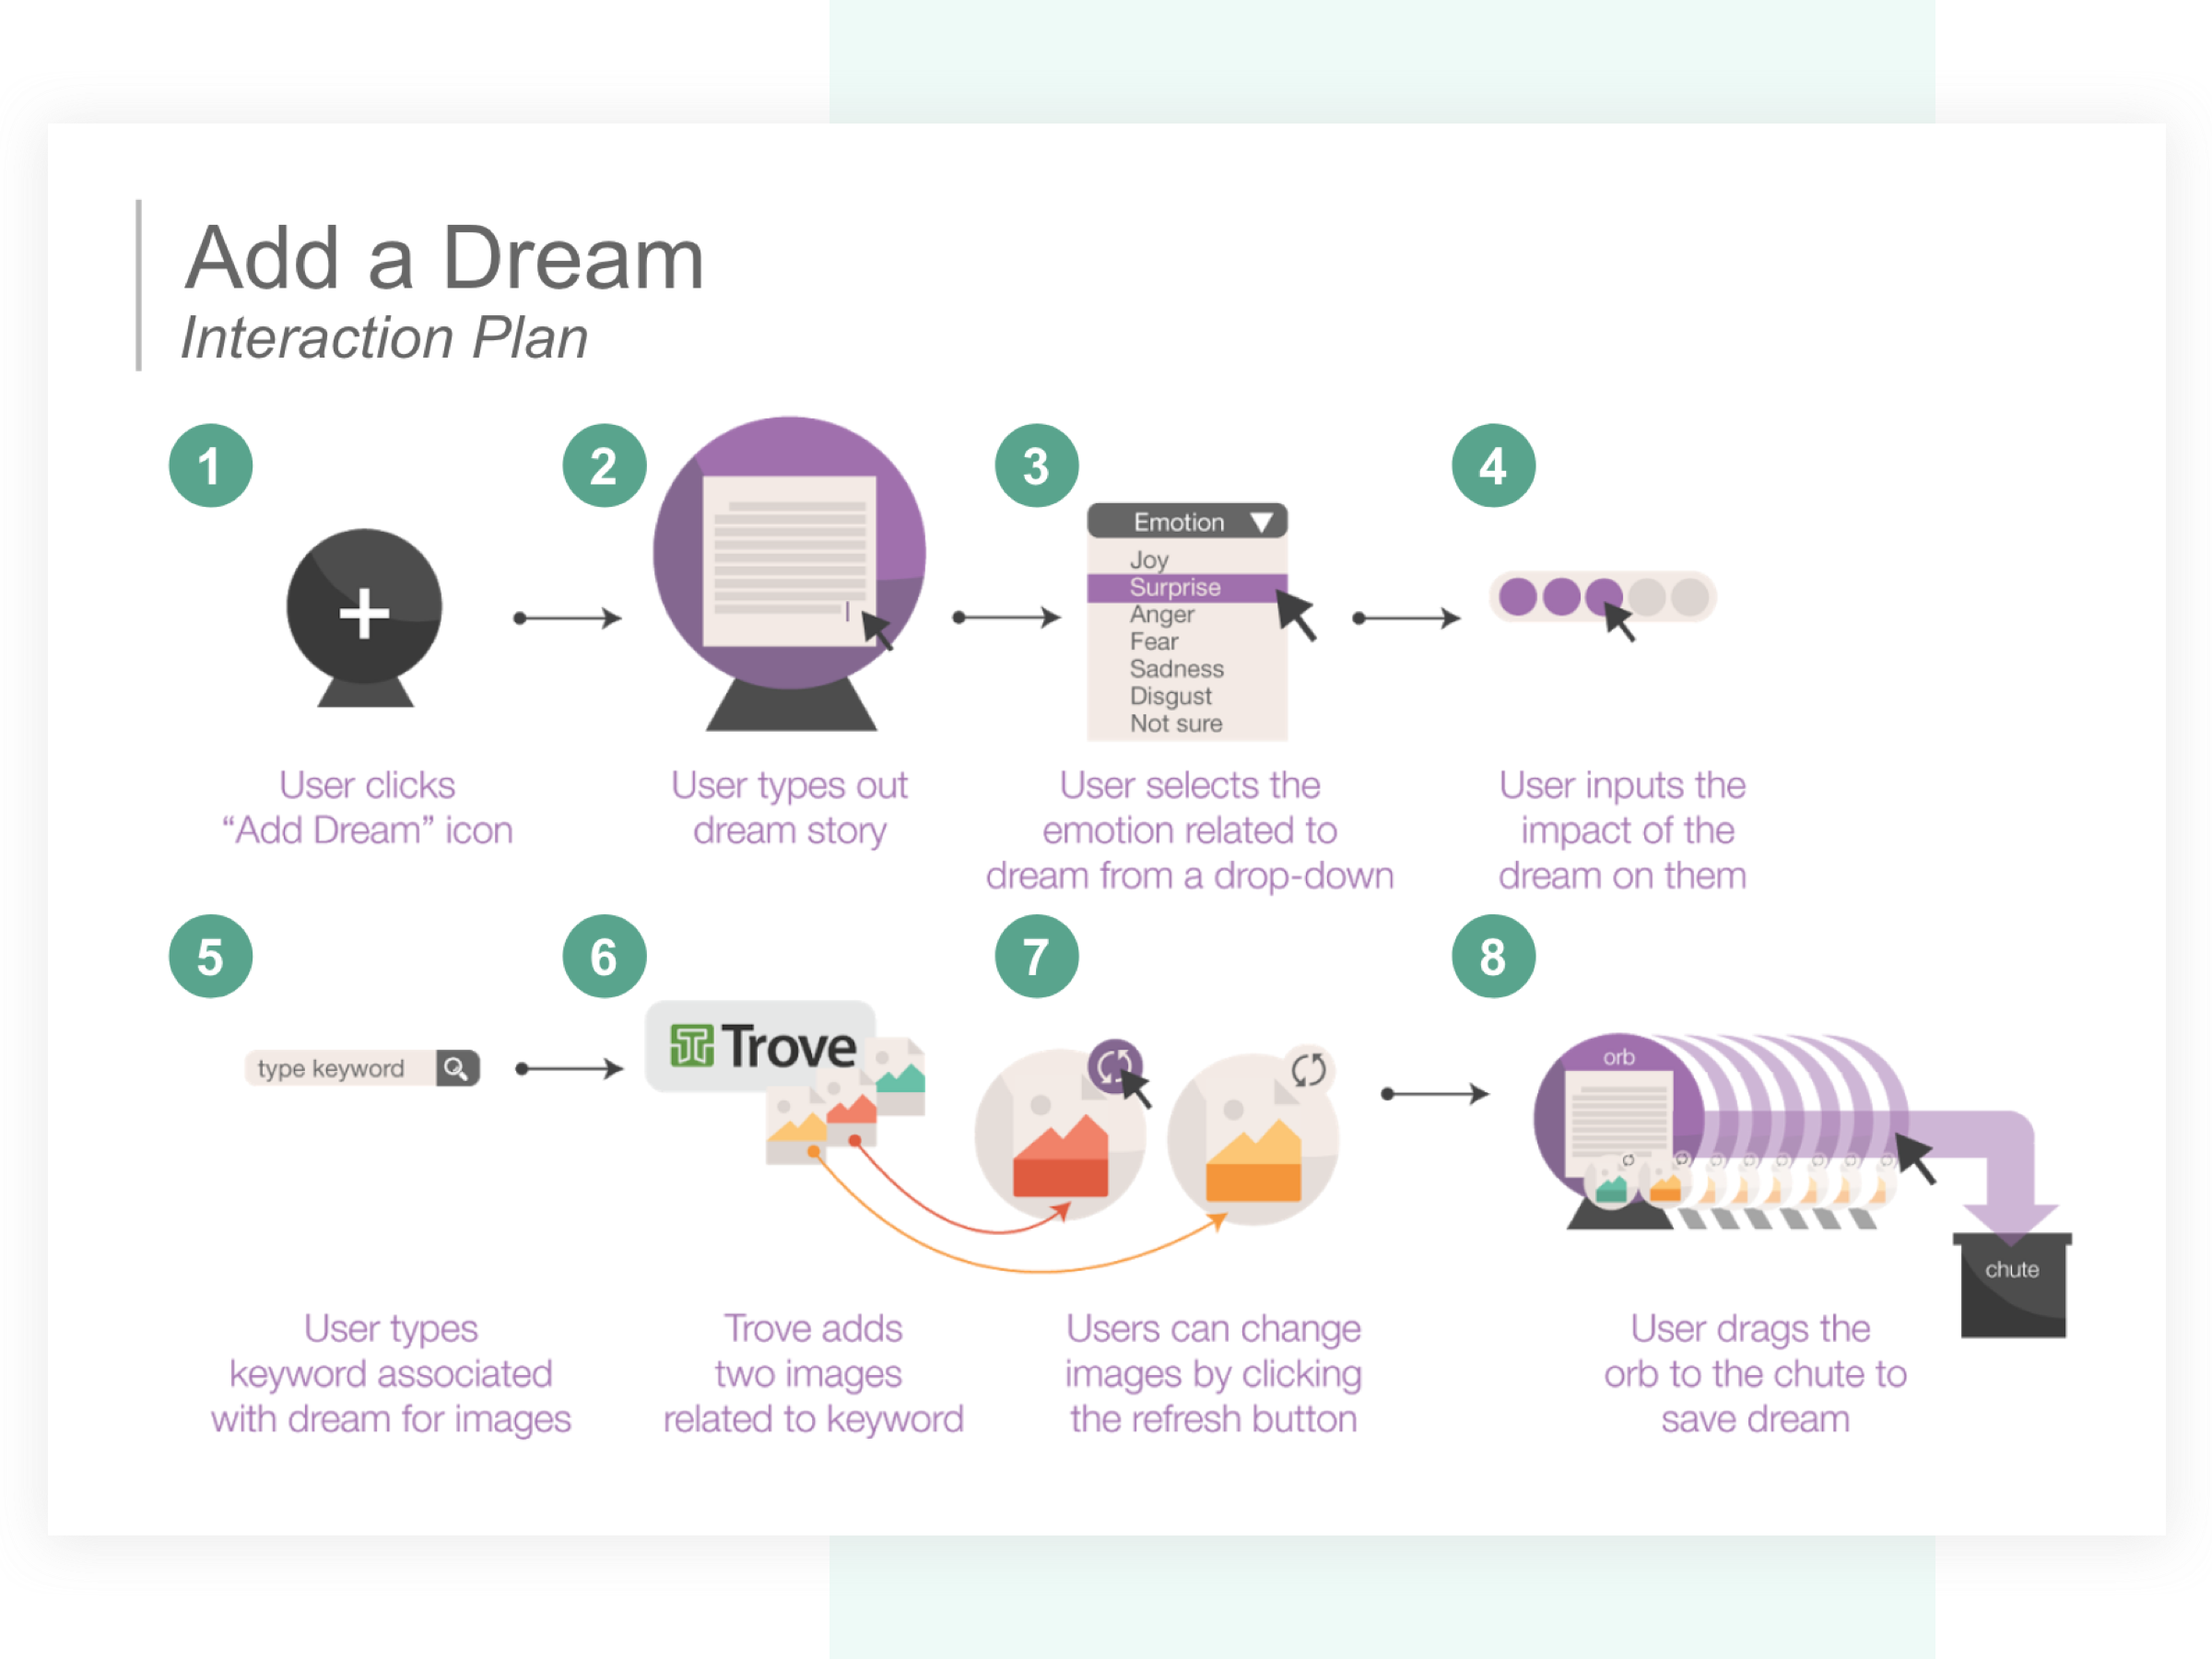 Add a Dream
Interaction Plan
1
2
3
4
Emotion
Joy
Surprise
Anger
Fear
Sadness
Disgust
Not sure
User clicks
“Add Dream” icon
User types out
dream story
User selects the
emotion related to
dream from a drop-down
User inputs the
impact of the
dream on them
5
6
7
8
type keyword
Trove
orb
chute
User types
keyword associated
with dream for images
Trove adds
two images
related to keyword
Users can change
images by clicking
the refresh button
User drags the
orb to the chute to
save dream